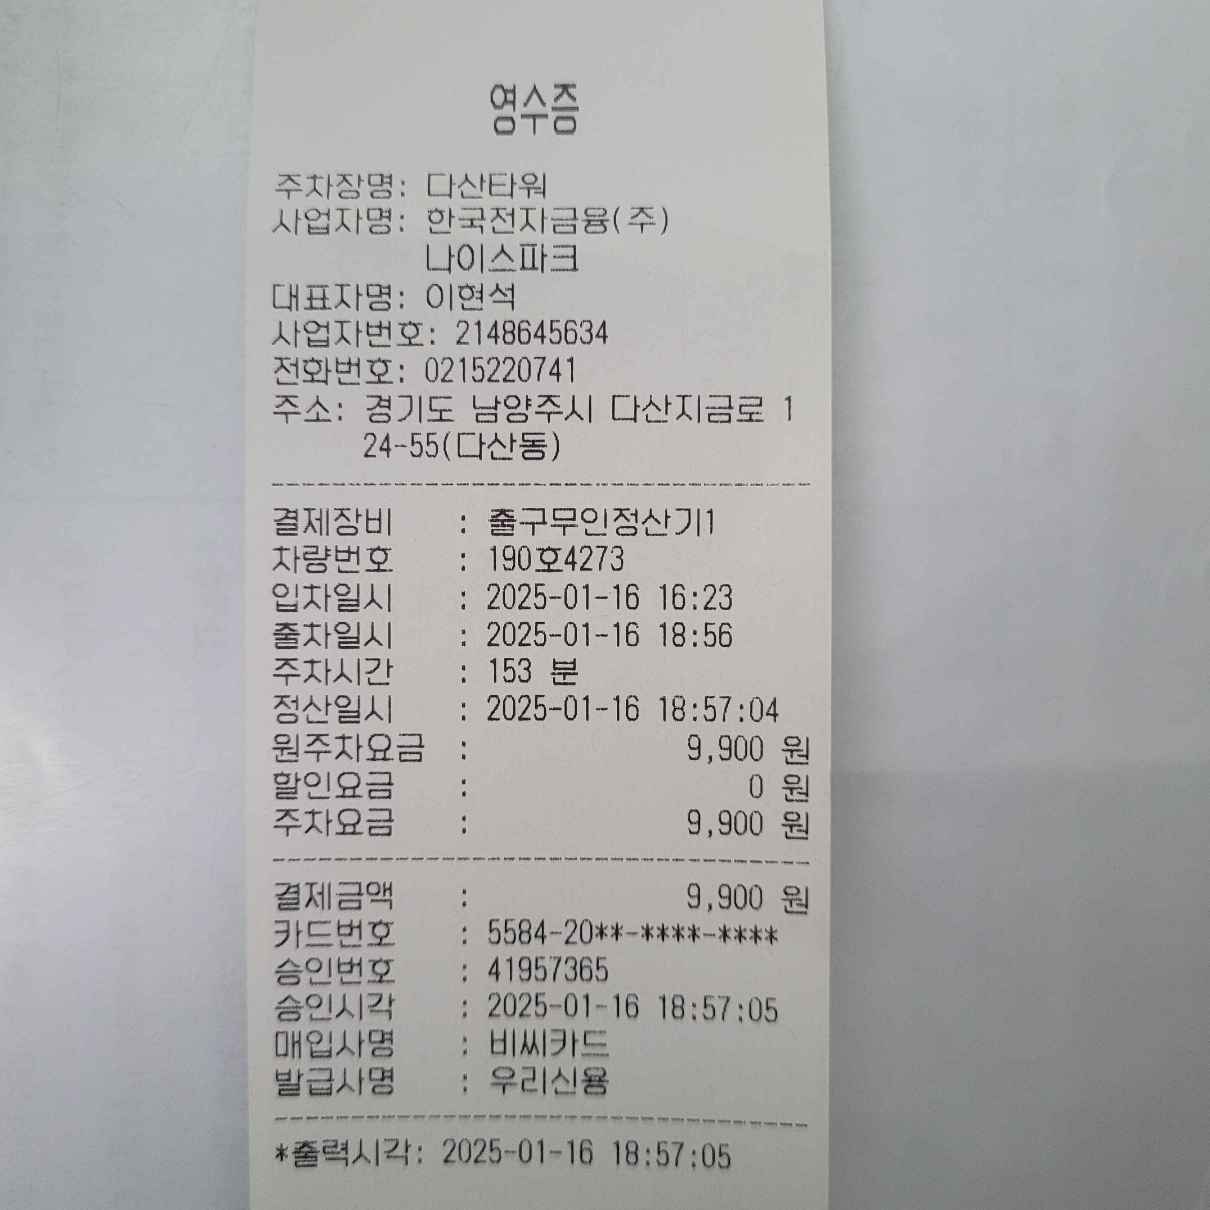 영수증
주차장명: 다산타워
사업자명: 한국전자금융(주)
나이스파크
대표자명: 이현석
사업자번호: 2148645634
전화번호: 0215220741
주소: 경기도 남양주시 다산지금로 1
24-55(다산동)
결제장비 : 출구무인정산기1
차량번호 : 190호4273
입차일시 : 2025-01-16 16:23
출차일시 : 2025-01-16 18:56
주차시간 : 153 분
정산일시 : 2025-01-16 18:57:04
원주차요금 : 9,900 원
할인요금 : 0 원
주차요금 : 9,900 원
결제금액 : 9,900 원
카드번호 : 5584-20**-****-****
승인번호 : 41957365
승인시각 : 2025-01-16 18:57:05
매입사명 : 비씨카드
발급사명 : 우리신용
*출력시각: 2025-01-16 18:57:05